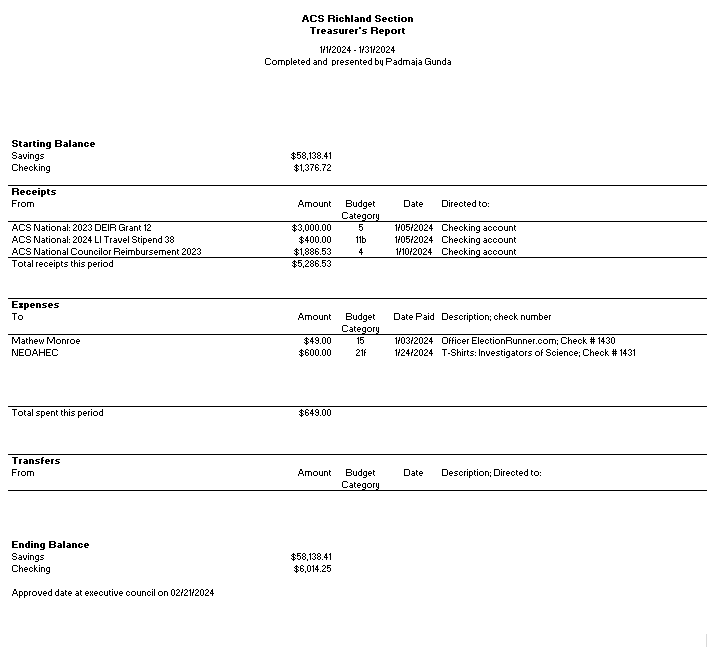 ACS Richland Section
Treasurer's Report
1/1/2024 - 1/31/2024
Completed and presented by Padmaja Gunda
Starting Balance
Savings $58,138.41
Checking $1,376.72
Receipts
From Amount Budget Category Date Directed to:
ACS National: 2023 DEIR Grant 12 $3,000.00 5 1/05/2024 Checking account
ACS National: 2024 LI Travel Stipend 38 $400.00 11b 1/05/2024 Checking account
ACS National Councilor Reimbursement 2023 $1,886.53 4 1/10/2024 Checking account
Total receipts this period $5,286.53
Expenses
To Amount Budget Category Date Paid Description; check number
Mathew Monroe $49.00 15 1/03/2024 Officer ElectionRunner.com; Check # 1430
NEOAHEC $600.00 21f 1/24/2024 T-Shirts: Investigators of Science; Check # 1431
Total spent this period $649.00
Transfers
From Amount Budget Category Date Description; Directed to:
Ending Balance
Savings $58,138.41
Checking $6,014.25
Approved date at executive council on 02/21/2024